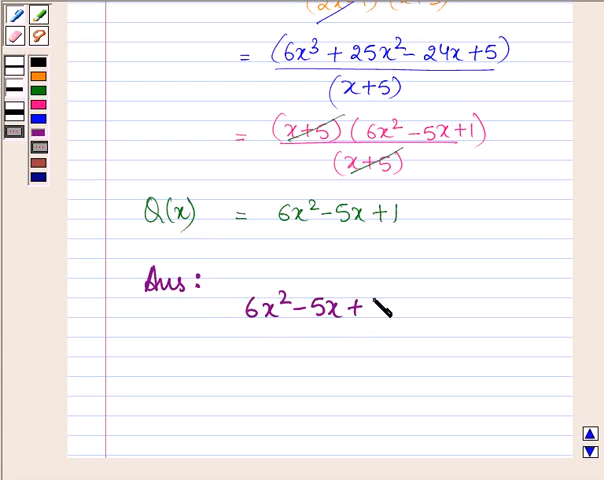 = (6x³ + 25x² - 24x + 5)
(x+5)
= (x+5) (6x² - 5x + 1)
(x+5)
Q(x) = 6x² - 5x + 1
Ans:
6x² - 5x +